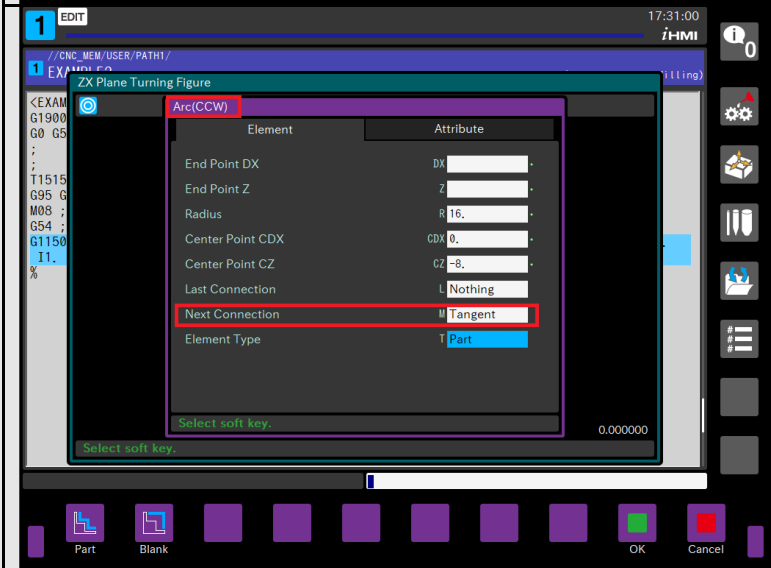 1 EDIT 17:31:00
iHMI
0
//CNC_MEM/USER/PATH1/
1
ZX Plane Turning Figure
Arc(CCW)
Element Attribute
End Point DX DX
End Point Z Z
Radius R 16.
Center Point CDX CDX 0.
Center Point CZ CZ -8.
Last Connection L Nothing
Next Connection M Tangent
Element Type T Part
Select soft key.
0.000000
Select soft key.
<EXAM
G1900
G0 G5
;
;
T1515
G95 G
M08 ;
G54 ;
G1150
I1.
%
#
#
#
Part Blank OK Cancel